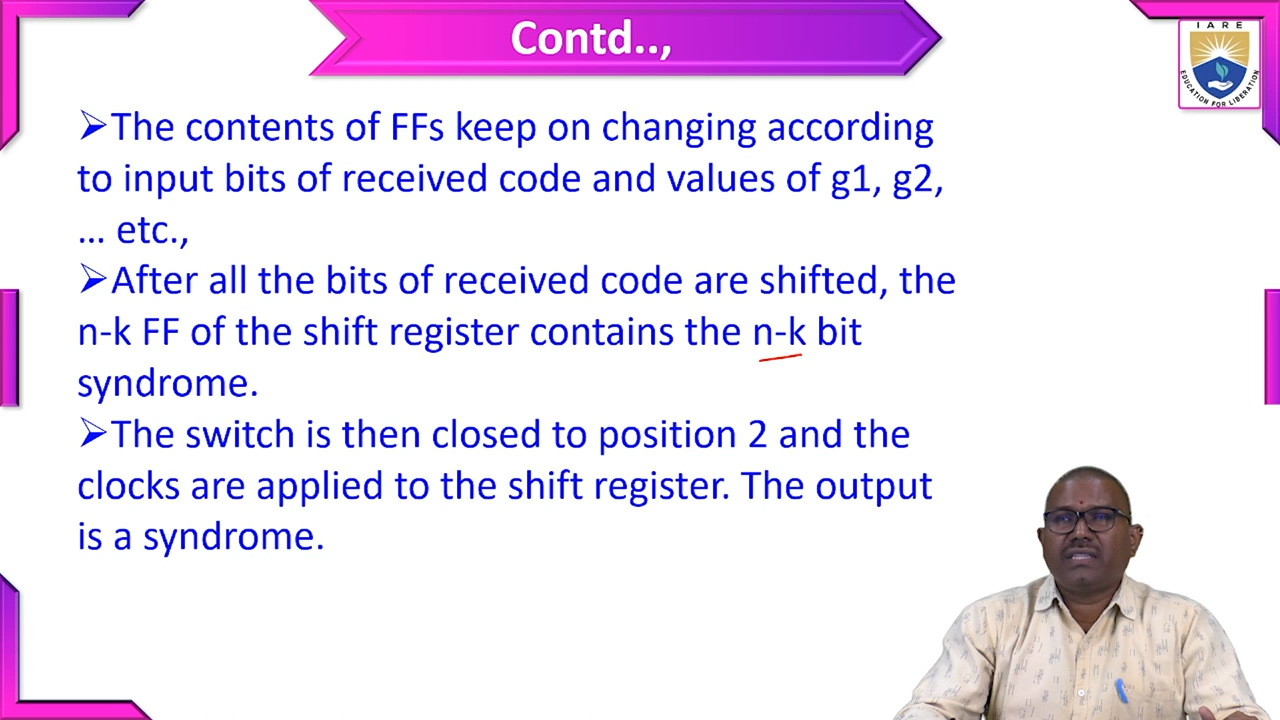 Contd..,
I A R E
EDUCATION FOR LIBERATION
➢The contents of FFs keep on changing according
to input bits of received code and values of g1, g2,
... etc.,
➢After all the bits of received code are shifted, the
n-k FF of the shift register contains the n-k bit
syndrome.
➢The switch is then closed to position 2 and the
clocks are applied to the shift register. The output
is a syndrome.